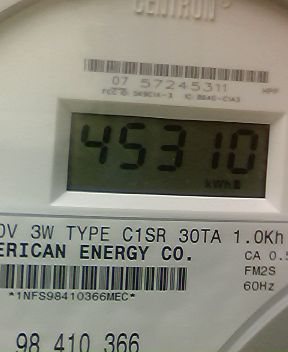 CENTRON®
07 57245311
45310
kWh
0V 3W TYPE C1SR 30TA 1.0Kh
ERICAN ENERGY CO.
CA 0.5
FM2S
60Hz
*1NFS98410366MEC*
98 410 366